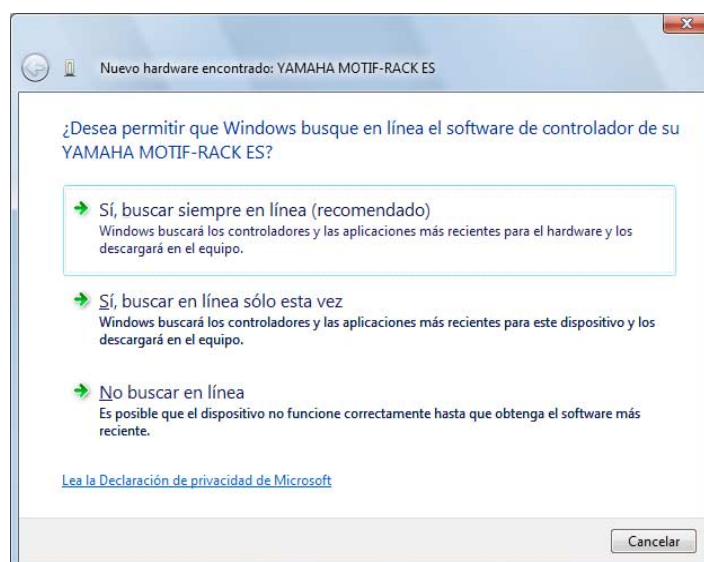 Nuevo hardware encontrado: YAMAHA MOTIF-RACK ES
¿Desea permitir que Windows busque en línea el software de controlador de su
YAMAHA MOTIF-RACK ES?
Sí, buscar siempre en línea (recomendado)
Windows buscará los controladores y las aplicaciones más recientes para el hardware y los
descargará en el equipo.
Sí, buscar en línea sólo esta vez
Windows buscará los controladores y las aplicaciones más recientes para este dispositivo y los
descargará en el equipo.
No buscar en línea
Es posible que el dispositivo no funcione correctamente hasta que obtenga el software más
reciente.
Lea la Declaración de privacidad de Microsoft
Cancelar